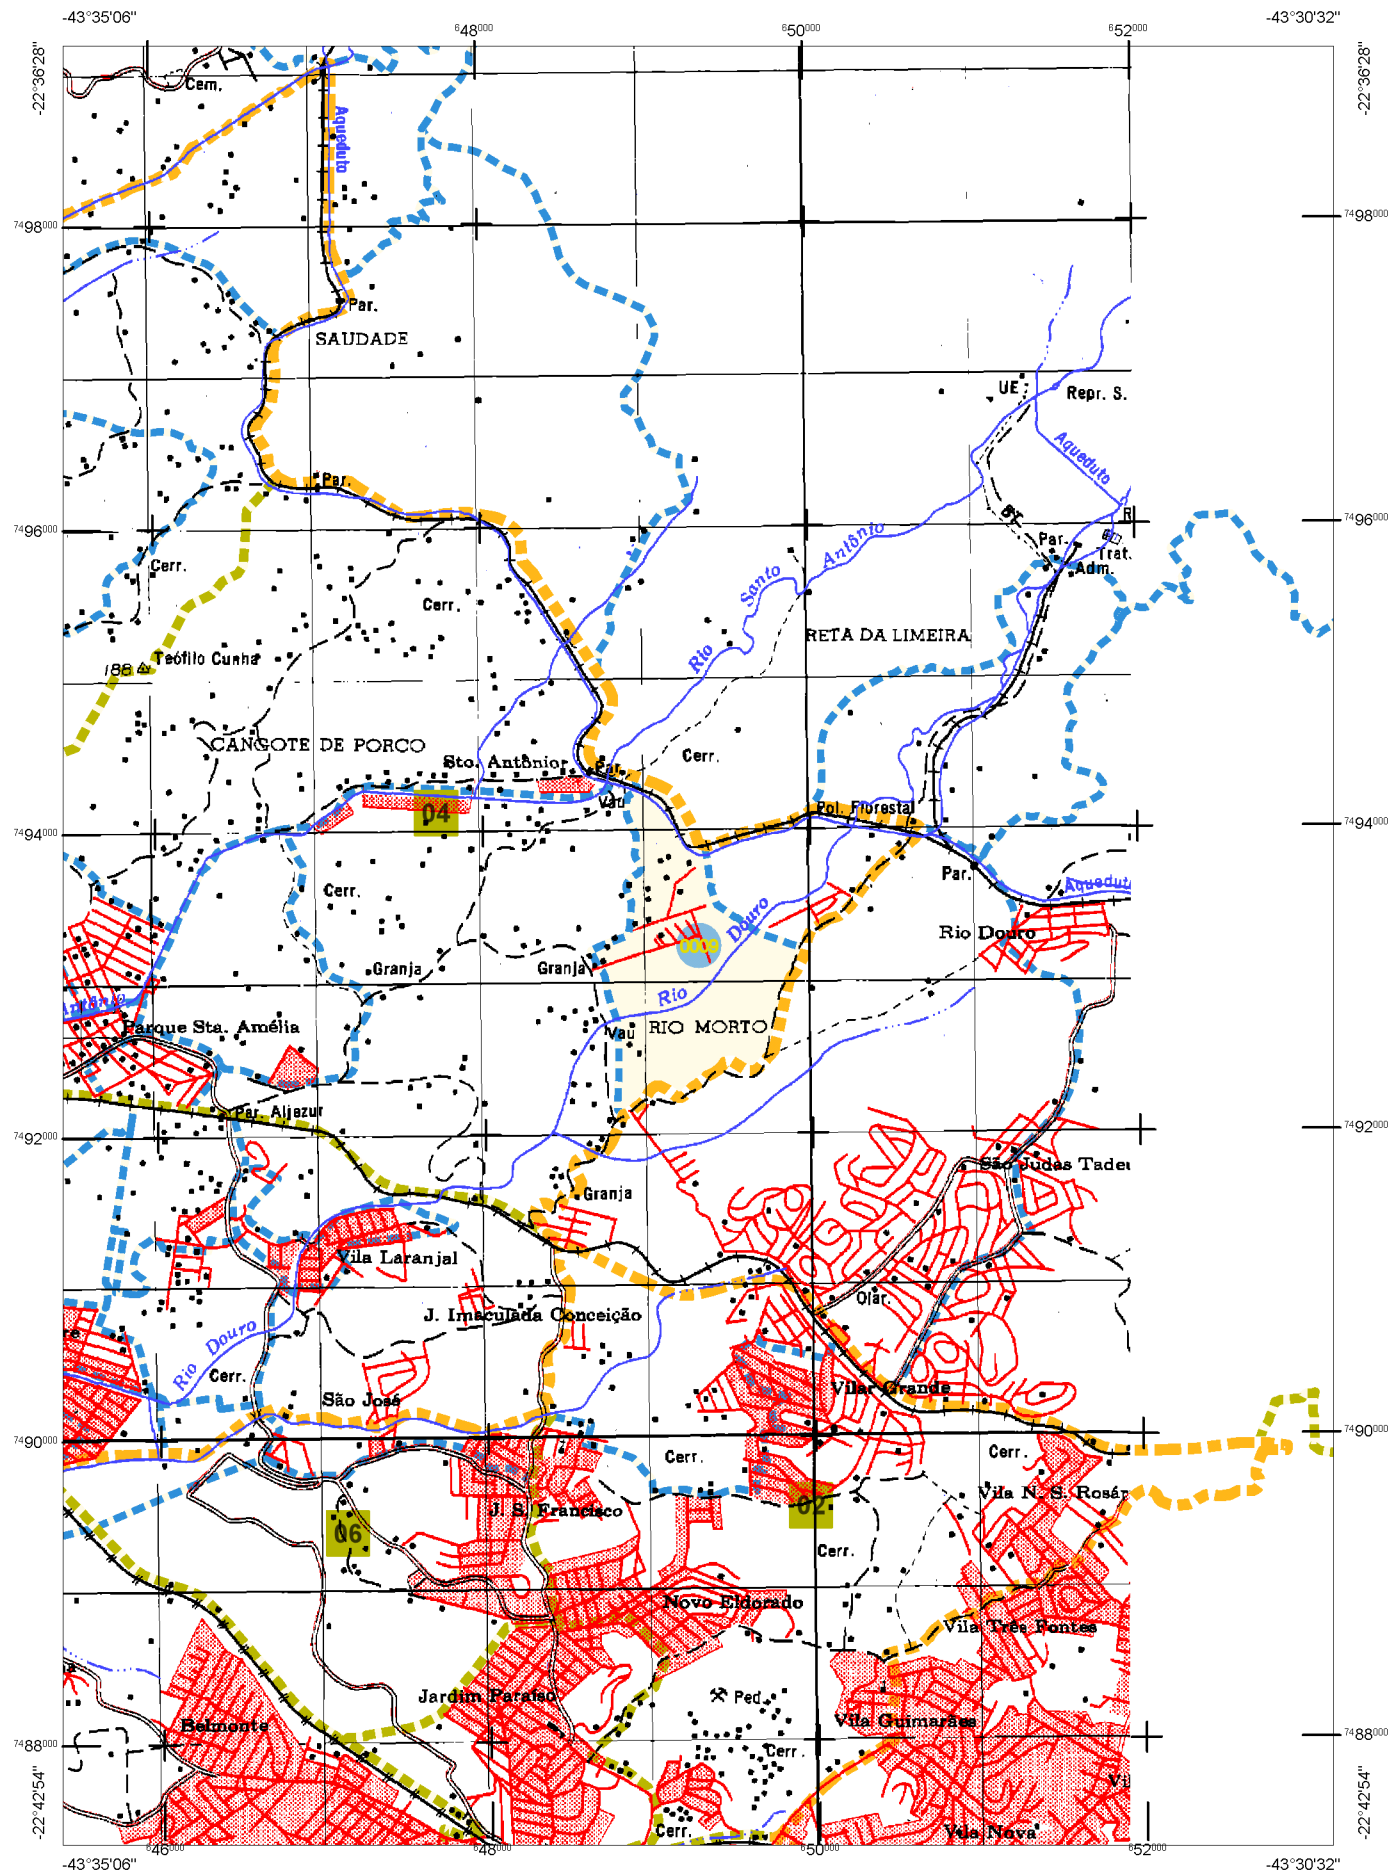 -43°35'06"
648000
650000
652000
-43°30'32"
-22°36'28"
-22°36'28"
Cem.
Aqueduto
7498000
7498000
Par.
SAUDADE
UE
Repr. S.
Aqueduto
Par.
7496000
7496000
BT
R
Rio Santo Antônio
Par.
Trat.
Adm.
Cerr.
Cerr.
RETA DA LIMEIRA
188
Teófilo Cunha
CANGOTE DE PORCO
Sto. Antônio
Par.
Cerr.
Vau
Pol. Florestal
04
7494000
7494000
Cerr.
Par.
Aqueduto
Rio Douro
Rio Douro
0009
Granja
Granja
Antônio
Parque Sta. Amélia
Vau
RIO MORTO
Par. Aljezur
7492000
7492000
São Judas Tadeu
Granja
Vila Laranjal
Olar.
J. Imaculada Conceição
re
Rio Douro
Cerr.
São José
Vilar Grande
7490000
7490000
Cerr.
Cerr.
Vila N. S. Rosár
J. S. Francisco
02
06
Cerr.
Novo Eldorado
Vila Três Fontes
a
Jardim Paraíso
Ped.
Belmonte
Vila Guimarães
7488000
7488000
Cerr.
Vil
Cerr.
Vila Nova
-22°42'54"
-22°42'54"
-43°35'06"
646000
648000
650000
652000
-43°30'32"